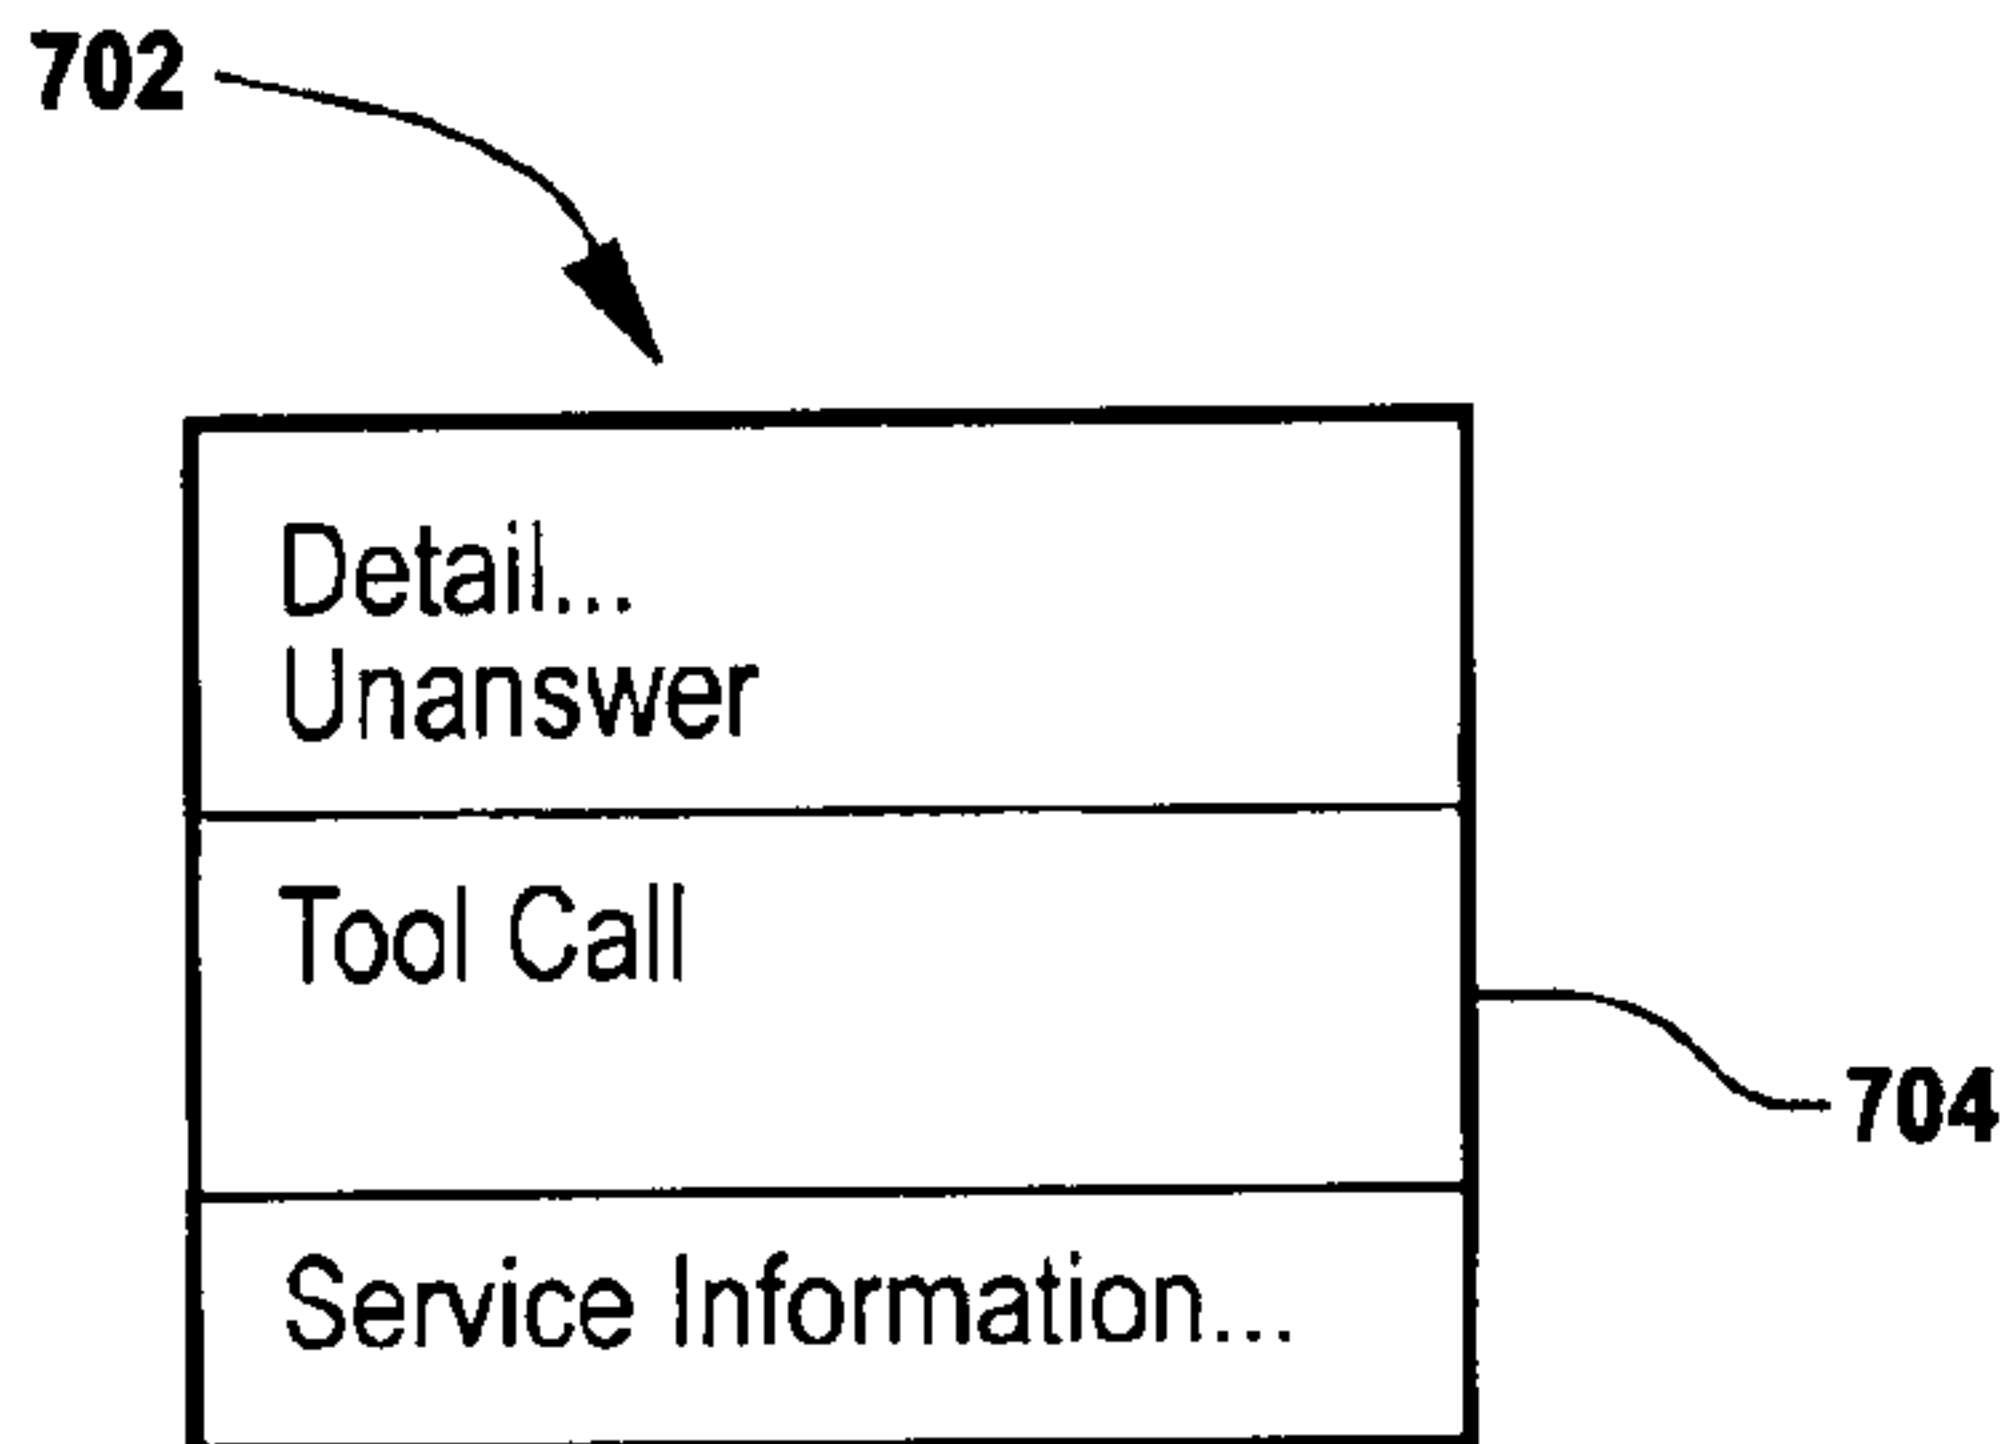 702
Detail...
Unanswer
Tool Call
704
Service Information...